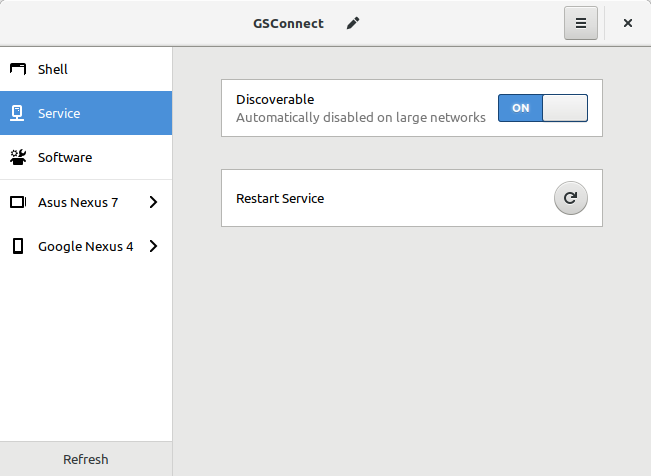 GSConnect
Shell
Service
Software
Asus Nexus 7
Google Nexus 4
Refresh
Discoverable
Automatically disabled on large networks
ON
Restart Service